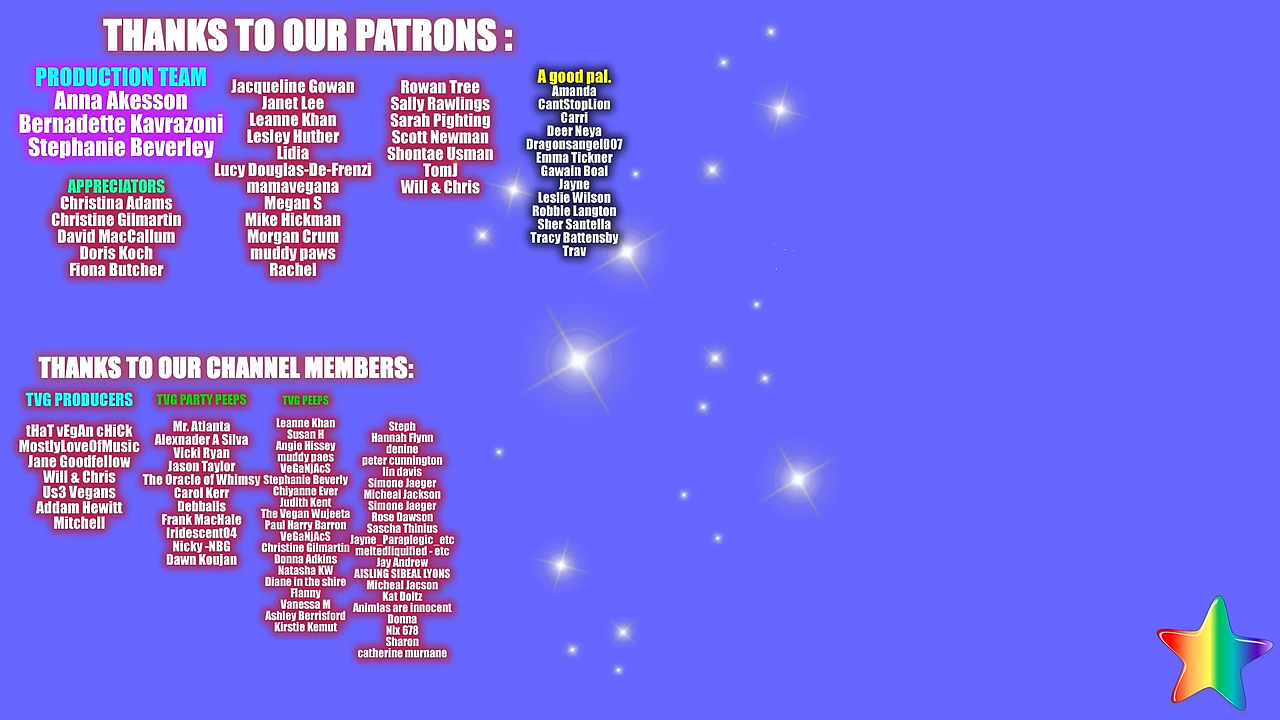 THANKS TO OUR PATRONS :
PRODUCTION TEAM
Anna Akesson
Bernadette Kavrazoni
Stephanie Beverley
APPRECIATORS
Christina Adams
Christine Gilmartin
David MacCallum
Doris Koch
Fiona Butcher
Jacqueline Gowan
Janet Lee
Leanne Khan
Lesley Hutber
Lidia
Lucy Douglas-De-Frenzi
mamavegana
Megan S
Mike Hickman
Morgan Crum
muddy paws
Rachel
Rowan Tree
Sally Rawlings
Sarah Pighting
Scott Newman
Shontae Usman
TomJ
Will & Chris
A good pal.
Amanda
CantStopLion
Carri
Deer Neya
Dragonsangel007
Emma Tickner
Gawain Boal
Jayne
Leslie Wilson
Robbie Langton
Sher Santella
Tracy Battensby
Trav
THANKS TO OUR CHANNEL MEMBERS:
TVG PRODUCERS
tHaT vEgAn cHiCk
MostlyLoveOfMusic
Jane Goodfellow
Will & Chris
Us3 Vegans
Addam Hewitt
Mitchell
TVG PARTY PEEPS
Mr. Atlanta
Alexnader A Silva
Vicki Ryan
Jason Taylor
The Oracle of Whimsy
Carol Kerr
Debballs
Frank MacHale
Iridescent04
Nicky -NBG
Dawn Koujan
TVG PEEPS
Leanne Khan
Susan H
Angie Hissey
muddy paes
VeGaNjAcS
Stephanie Beverly
Chiyanne Ever
Judith Kent
The Vegan Wujeeta
Paul Harry Barron
VeGaNjAcS
Christine Gilmartin
Donna Adkins
Natasha KW
Diane in the shire
Flanny
Vanessa M
Ashley Berrisford
Kirstie Kemut
Steph
Hannah Flynn
denine
peter cunnington
lin davis
Simone Jaeger
Micheal Jackson
Simone Jaeger
Rose Dawson
Sascha Thinius
Jayne_Paraplegic_etc
meltedliquified - etc
Jay Andrew
AISLING SIBEAL LYONS
Micheal Jacson
Kat Doltz
Animlas are innocent
Donna
Nix 678
Sharon
catherine murnane